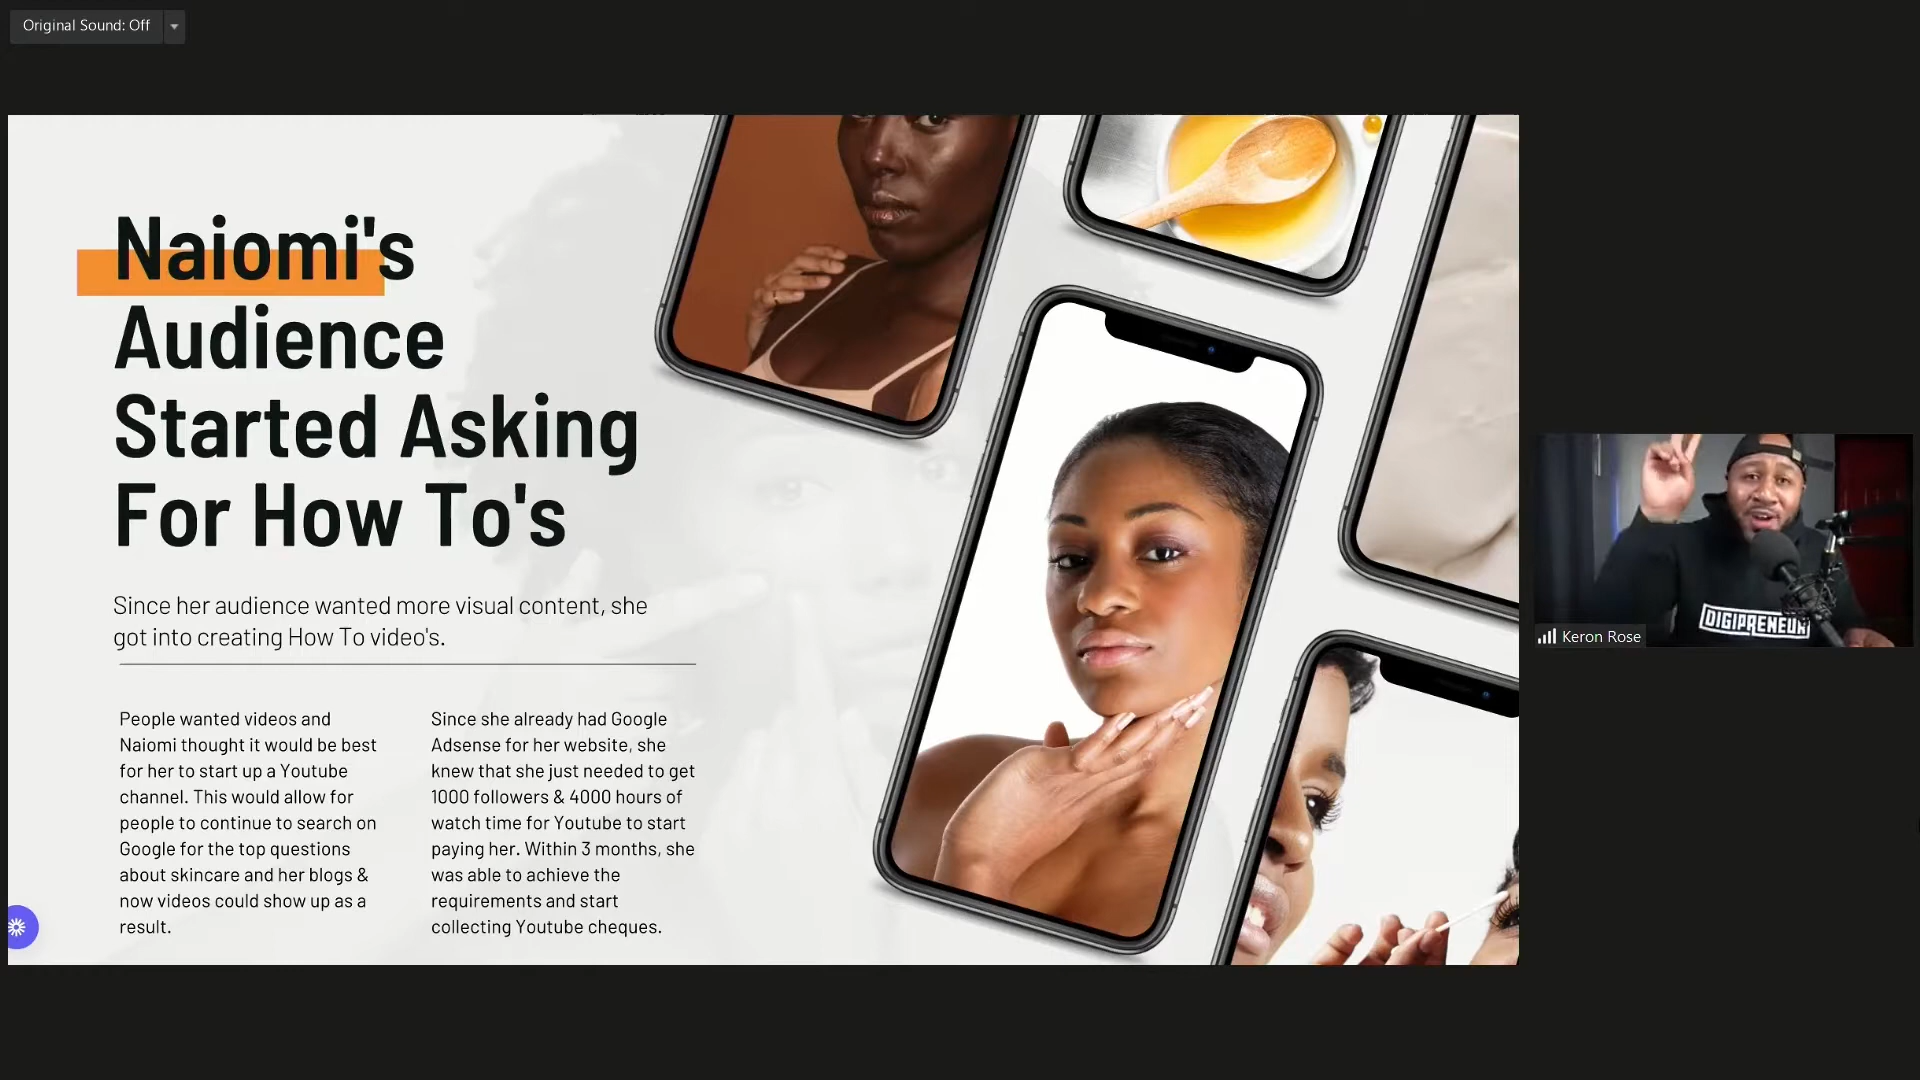 Original Sound: Off
Naiomi's
Audience
Started Asking
For How To's
Since her audience wanted more visual content, she
got into creating How To video's.
People wanted videos and
Naiomi thought it would be best
for her to start up a Youtube
channel. This would allow for
people to continue to search on
Google for the top questions
about skincare and her blogs &
now videos could show up as a
result.
Since she already had Google
Adsense for her website, she
knew that she just needed to get
1000 followers & 4000 hours of
watch time for Youtube to start
paying her. Within 3 months, she
was able to achieve the
requirements and start
collecting Youtube cheques.
DIGIPRENEUR
Keron Rose